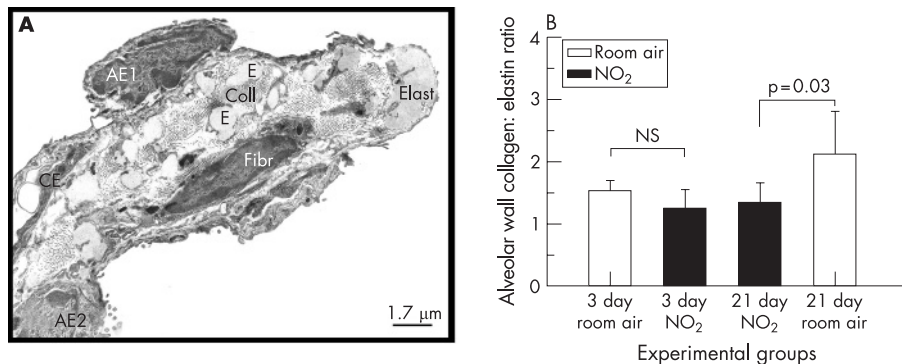 A
AE1
E
Coll
E
Elast
Fibr
CE
AE2
1.7 μm
B
Alveolar wall collagen: elastin ratio
4
3
2
1
0
Room air
NO₂
p=0.03
NS
3 day room air
3 day NO₂
21 day NO₂
21 day room air
Experimental groups